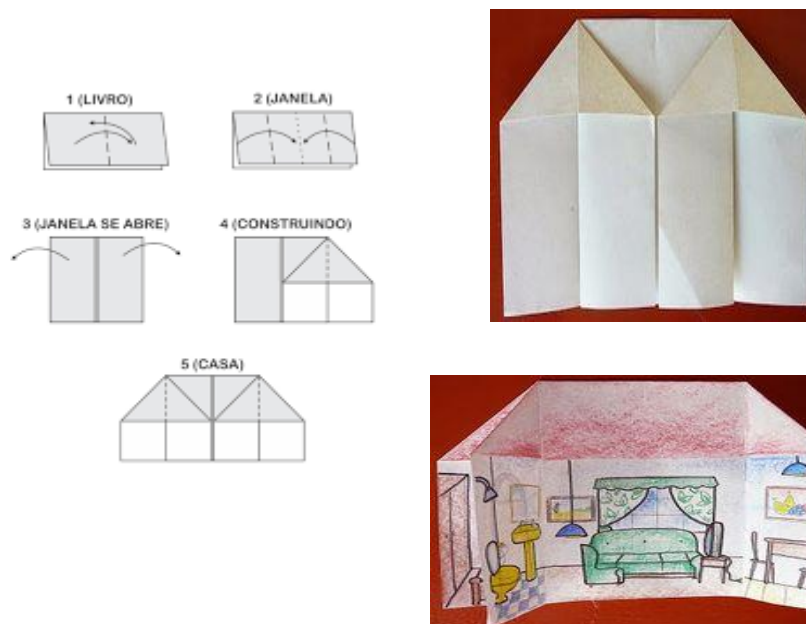 1 (LIVRO)
2 (JANELA)
3 (JANELA SE ABRE)
4 (CONSTRUINDO)
5 (CASA)